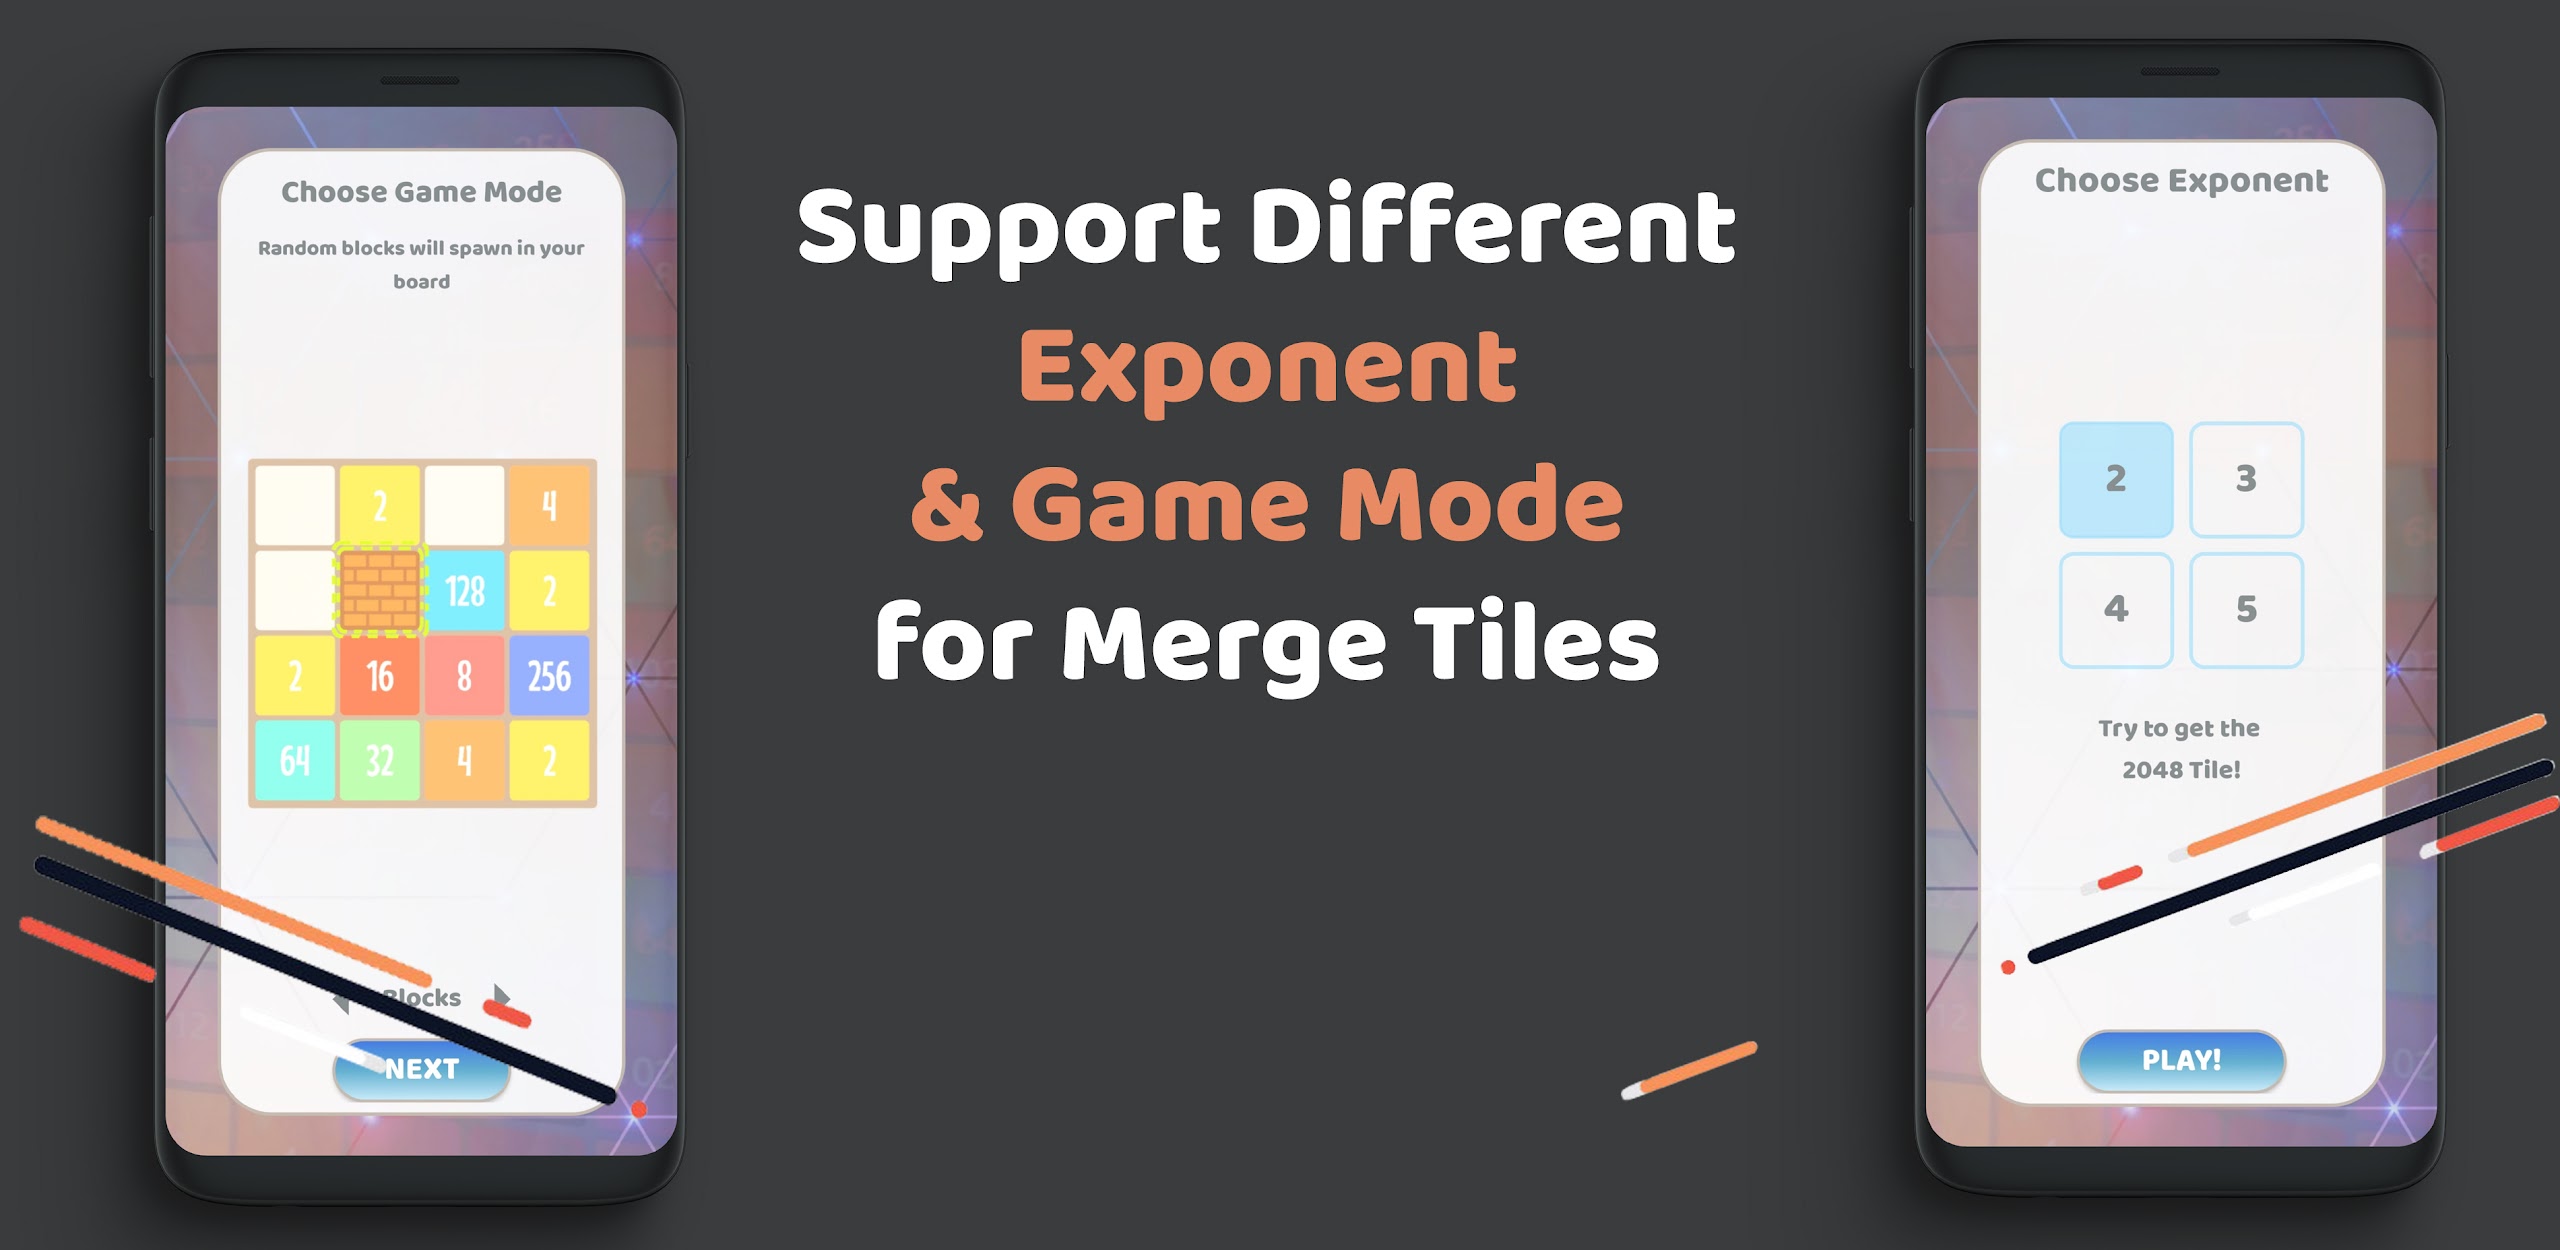 Choose Game Mode
Random blocks will spawn in your
board
2 4
128 2
2 16 8 256
64 32 4 2
Blocks
NEXT
Support Different
Exponent
& Game Mode
for Merge Tiles
Choose Exponent
2 3
4 5
Try to get the
2048 Tile!
PLAY!